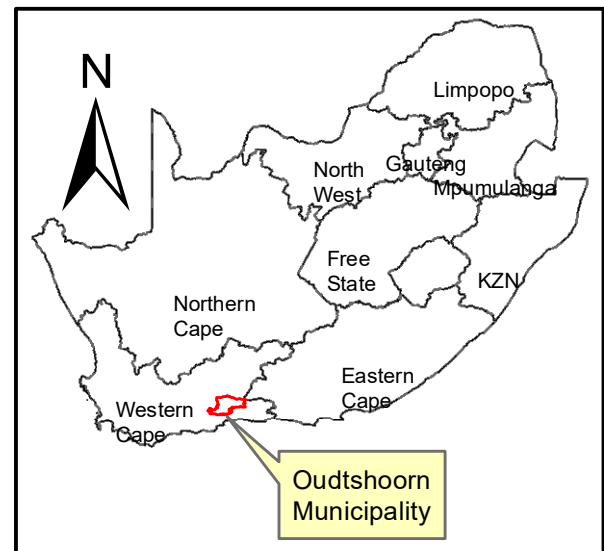 N
Limpopo
North
West
Gauteng
Mpumulanga
Free
State
KZN
Northern
Cape
Eastern
Cape
Western
Cape
Oudtshoorn
Municipality